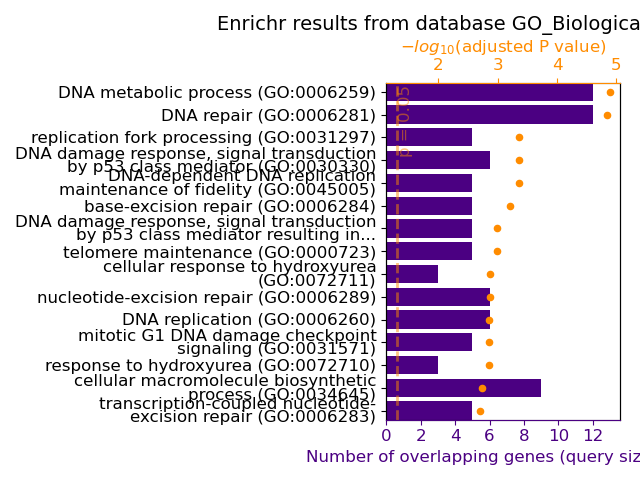 Enrichr results from database GO_Biologica
−log10(adjusted P value)
2 3 4 5
p = 0.05
DNA metabolic process (GO:0006259)
DNA repair (GO:0006281)
replication fork processing (GO:0031297)
DNA damage response, signal transduction
by p53 class mediator (GO:0030330)
DNA-dependent DNA replication
maintenance of fidelity (GO:0045005)
base-excision repair (GO:0006284)
DNA damage response, signal transduction
by p53 class mediator resulting in...
telomere maintenance (GO:0000723)
cellular response to hydroxyurea
(GO:0072711)
nucleotide-excision repair (GO:0006289)
DNA replication (GO:0006260)
mitotic G1 DNA damage checkpoint
signaling (GO:0031571)
response to hydroxyurea (GO:0072710)
cellular macromolecule biosynthetic
process (GO:0034645)
transcription-coupled nucleotide-
excision repair (GO:0006283)
0 2 4 6 8 10 12
Number of overlapping genes (query siz